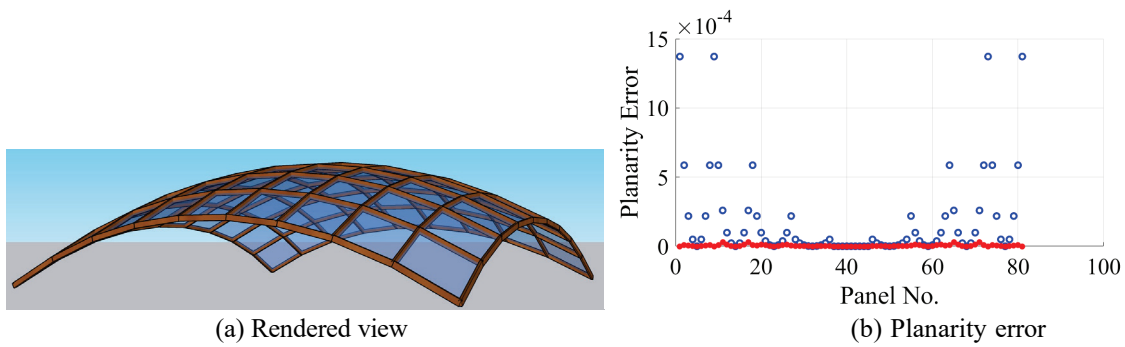 ×10⁻⁴
15
10
5
0
Planarity Error
0 20 40 60 80 100
Panel No.
(a) Rendered view
(b) Planarity error